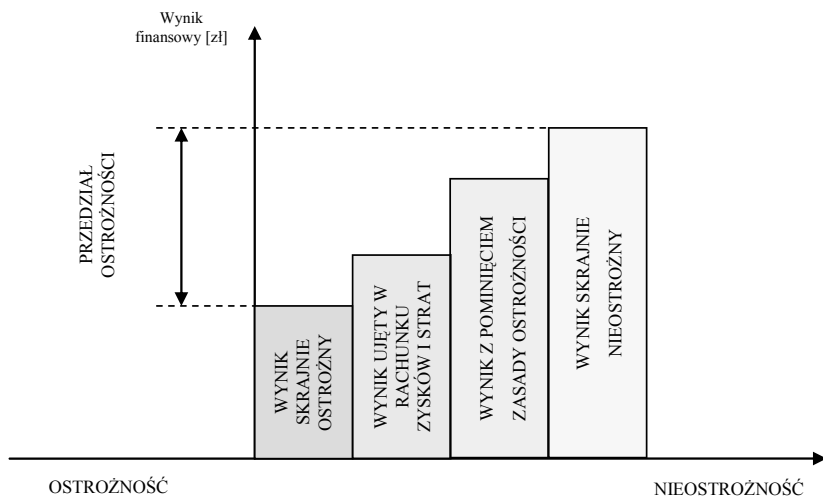 Wynik
finansowy [zł]
PRZEDZIAŁ
OSTROŻNOŚCI
WYNIK
SKRAJNIE
OSTROŻNY
WYNIK UJĘTY W
RACHUNKU
ZYSKÓW I STRAT
WYNIK Z POMINIĘCIEM
ZASADY OSTROŻNOŚCI
WYNIK SKRAJNIE
NIEOSTROŻNY
OSTROŻNOŚĆ
NIEOSTROŻNOŚĆ